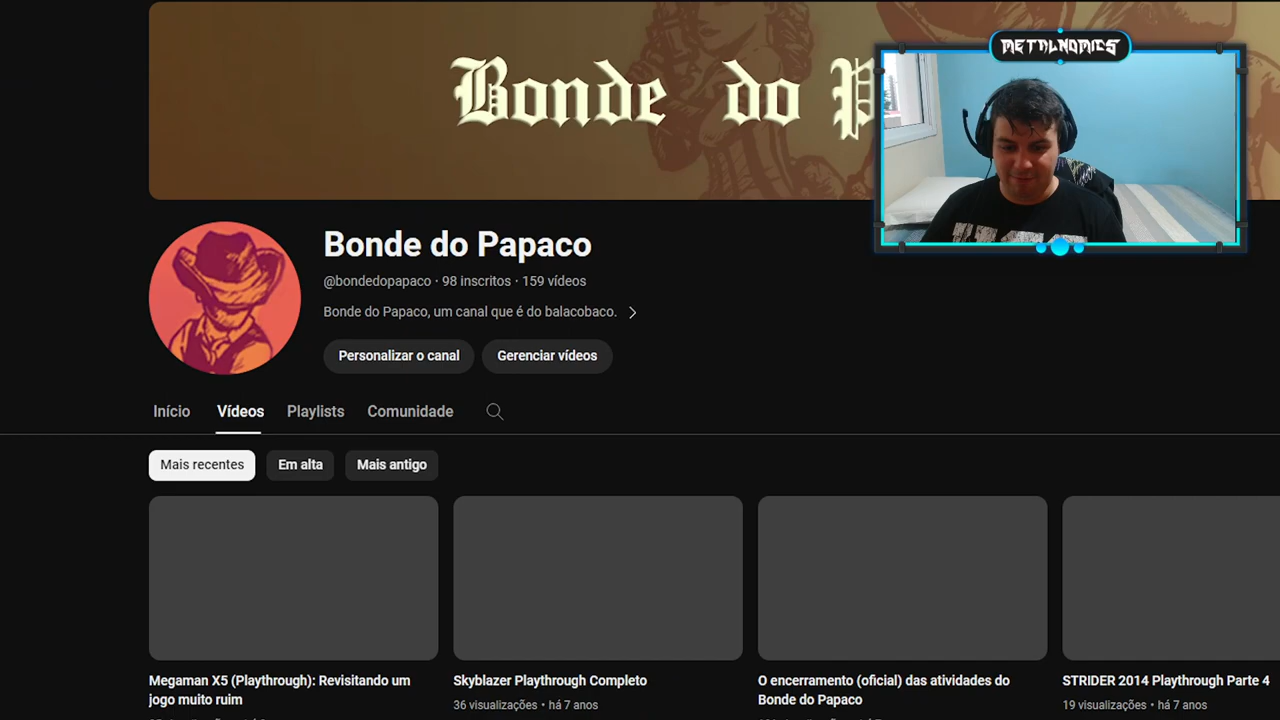 Bonde do P
METALNOMICS
Bonde do Papaco
@bondedopapaco · 98 inscritos · 159 vídeos
Bonde do Papaco, um canal que é do balacobaco.
Personalizar o canal
Gerenciar vídeos
Início
Vídeos
Playlists
Comunidade
Mais recentes
Em alta
Mais antigo
Megaman X5 (Playthrough): Revisitando um
jogo muito ruim
Skyblazer Playthrough Completo
36 visualizações • há 7 anos
O encerramento (oficial) das atividades do
Bonde do Papaco
STRIDER 2014 Playthrough Parte 4
19 visualizações • há 7 anos